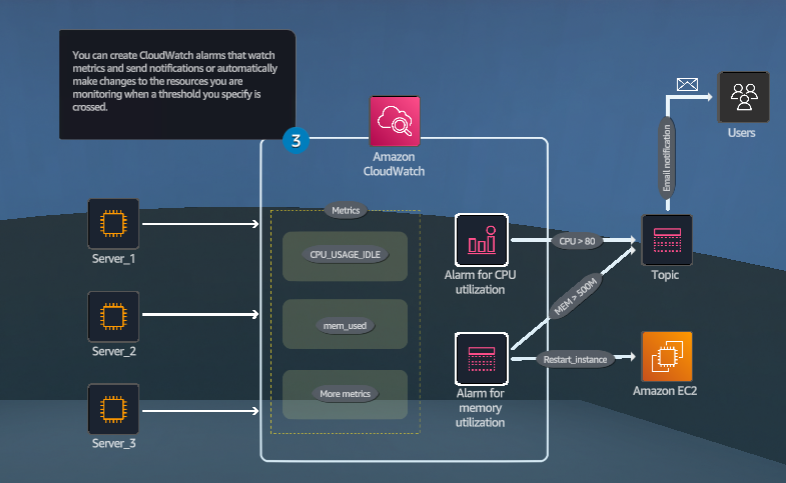 You can create CloudWatch alarms that watch
metrics and send notifications or automatically
make changes to the resources you are
monitoring when a threshold you specify is
crossed.
3
Amazon
CloudWatch
Users
Email notification
Metrics
Server_1
CPU_USAGE_IDLE
Alarm for CPU
utilization
CPU > 80
Topic
MEM > 500M
Server_2
mem_used
Restart_instance
Amazon EC2
More metrics
Alarm for
memory
utilization
Server_3